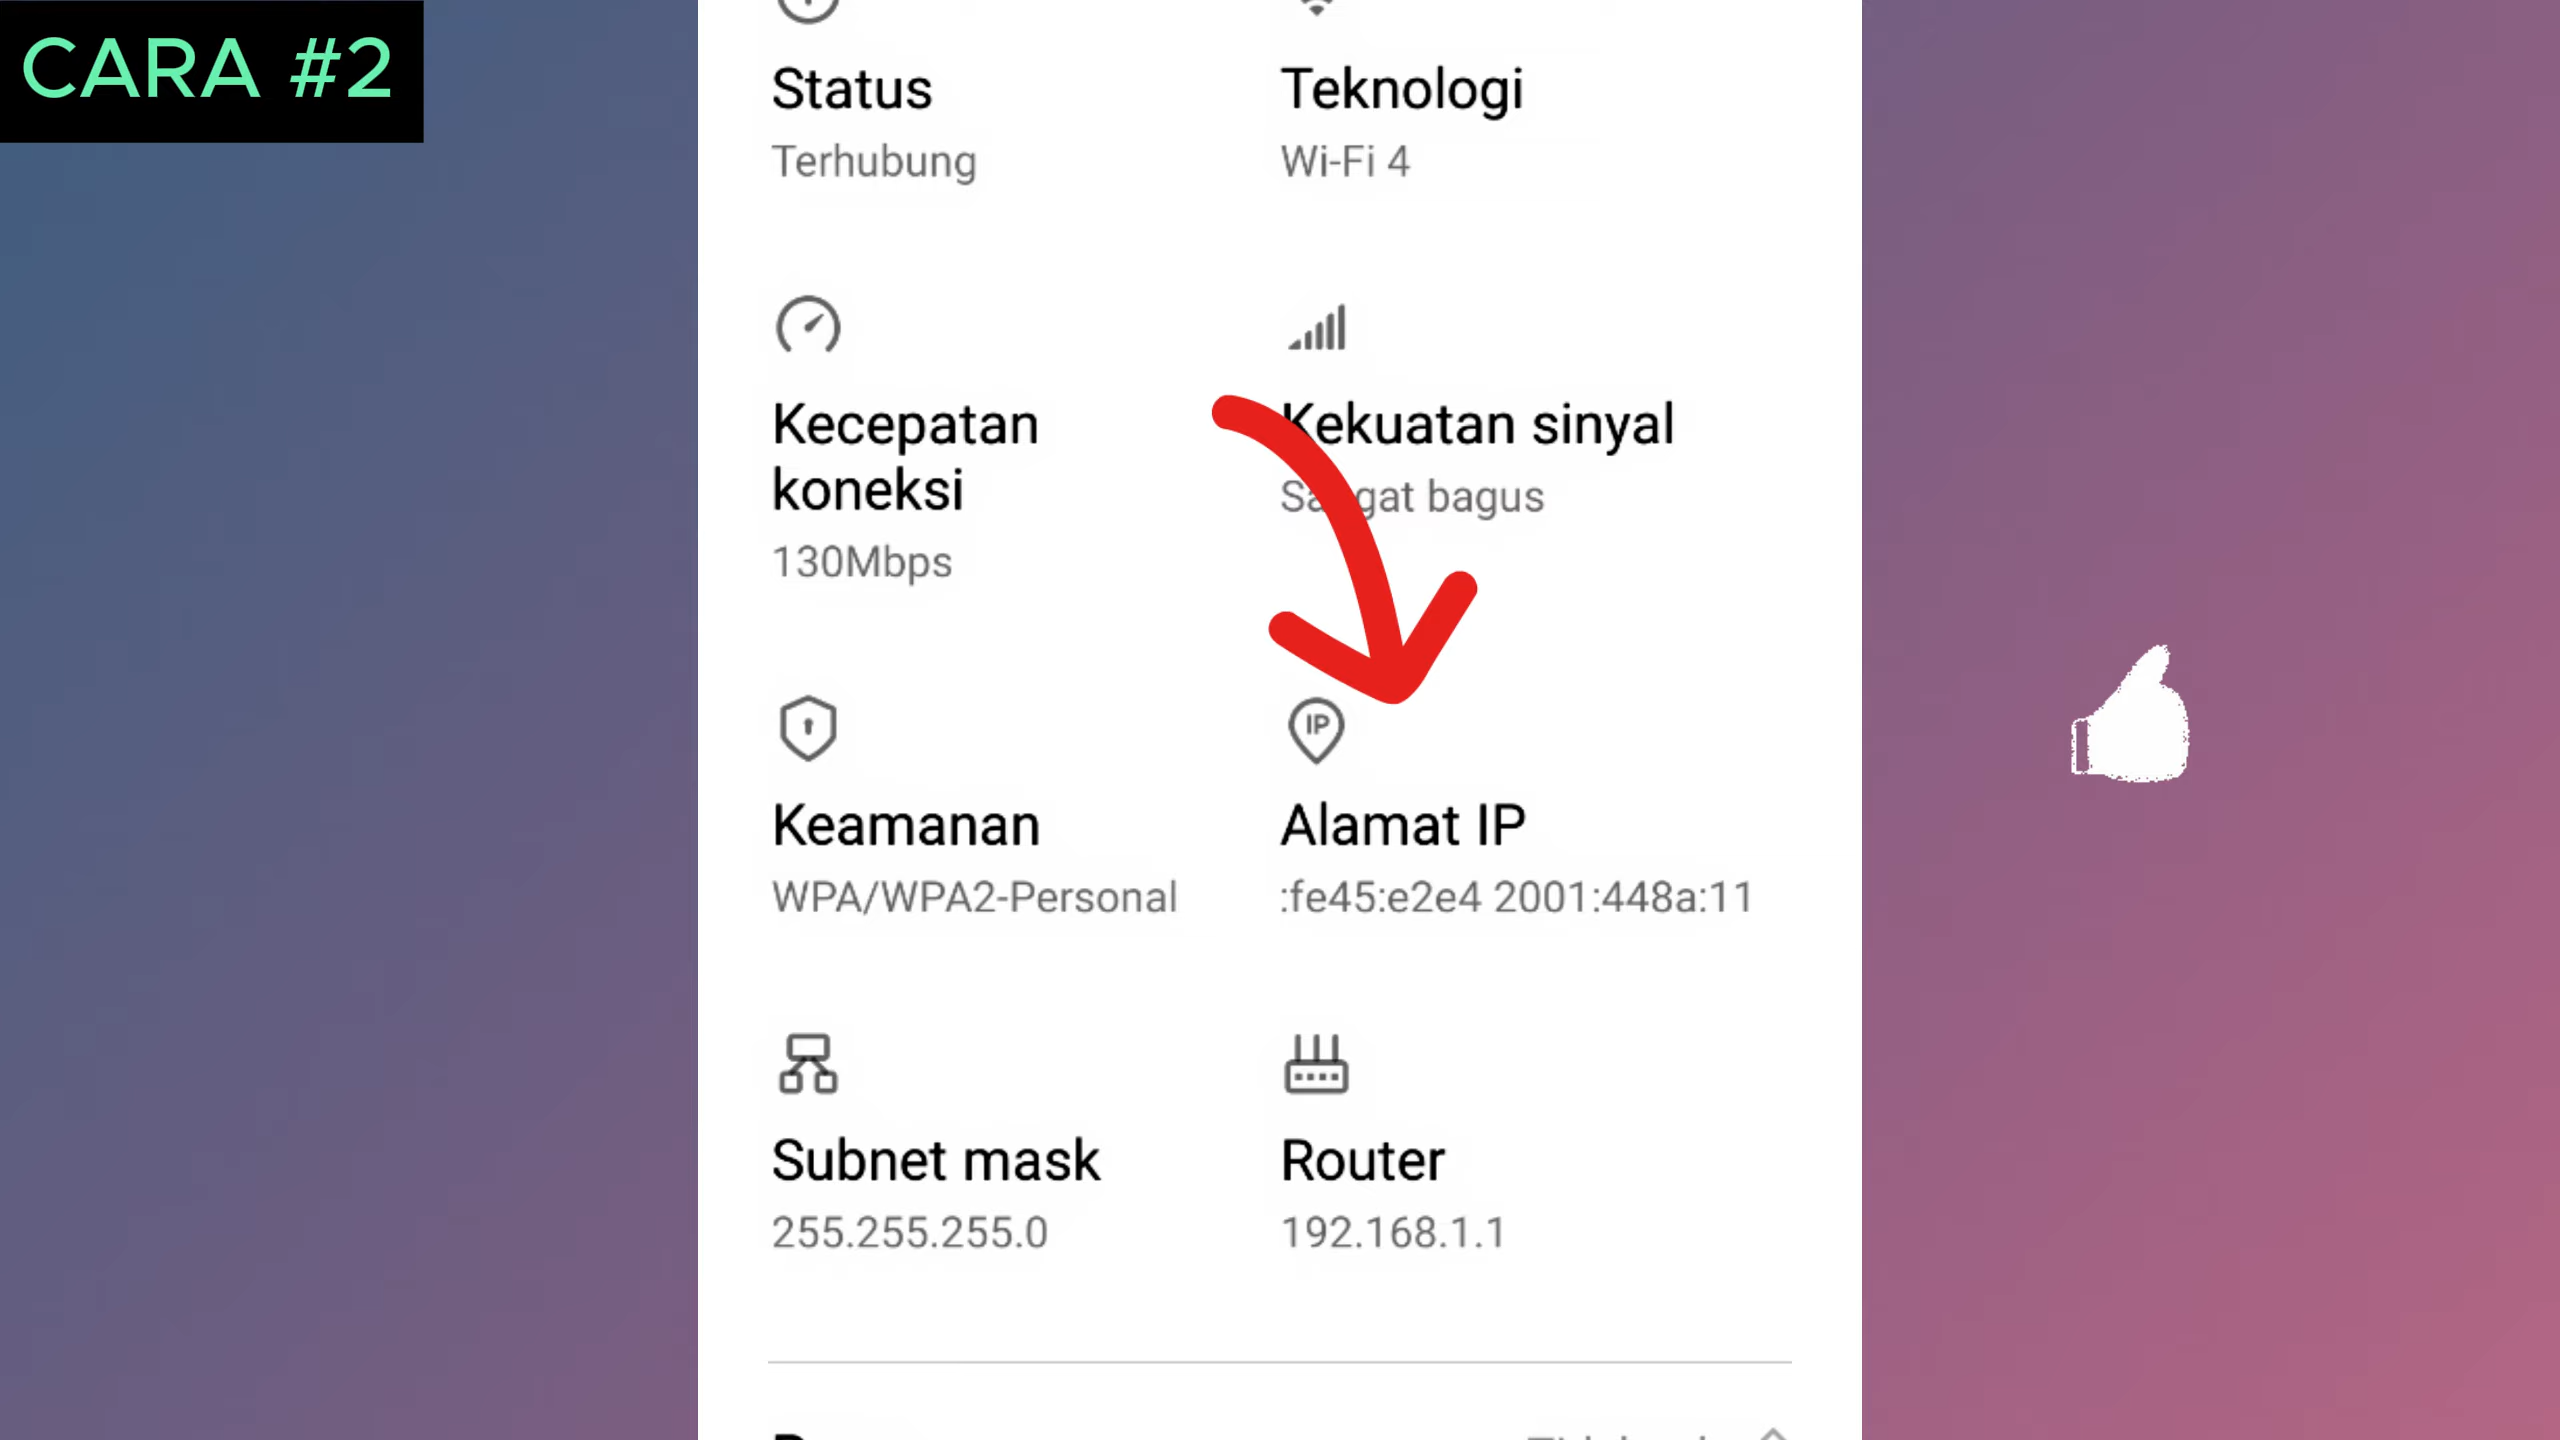 CARA #2
Status
Terhubung
Teknologi
Wi-Fi 4
Kecepatan
koneksi
130Mbps
Kekuatan sinyal
Sangat bagus
Keamanan
WPA/WPA2-Personal
IP
Alamat IP
:fe45:e2e4 2001:448a:11
Subnet mask
255.255.255.0
Router
192.168.1.1